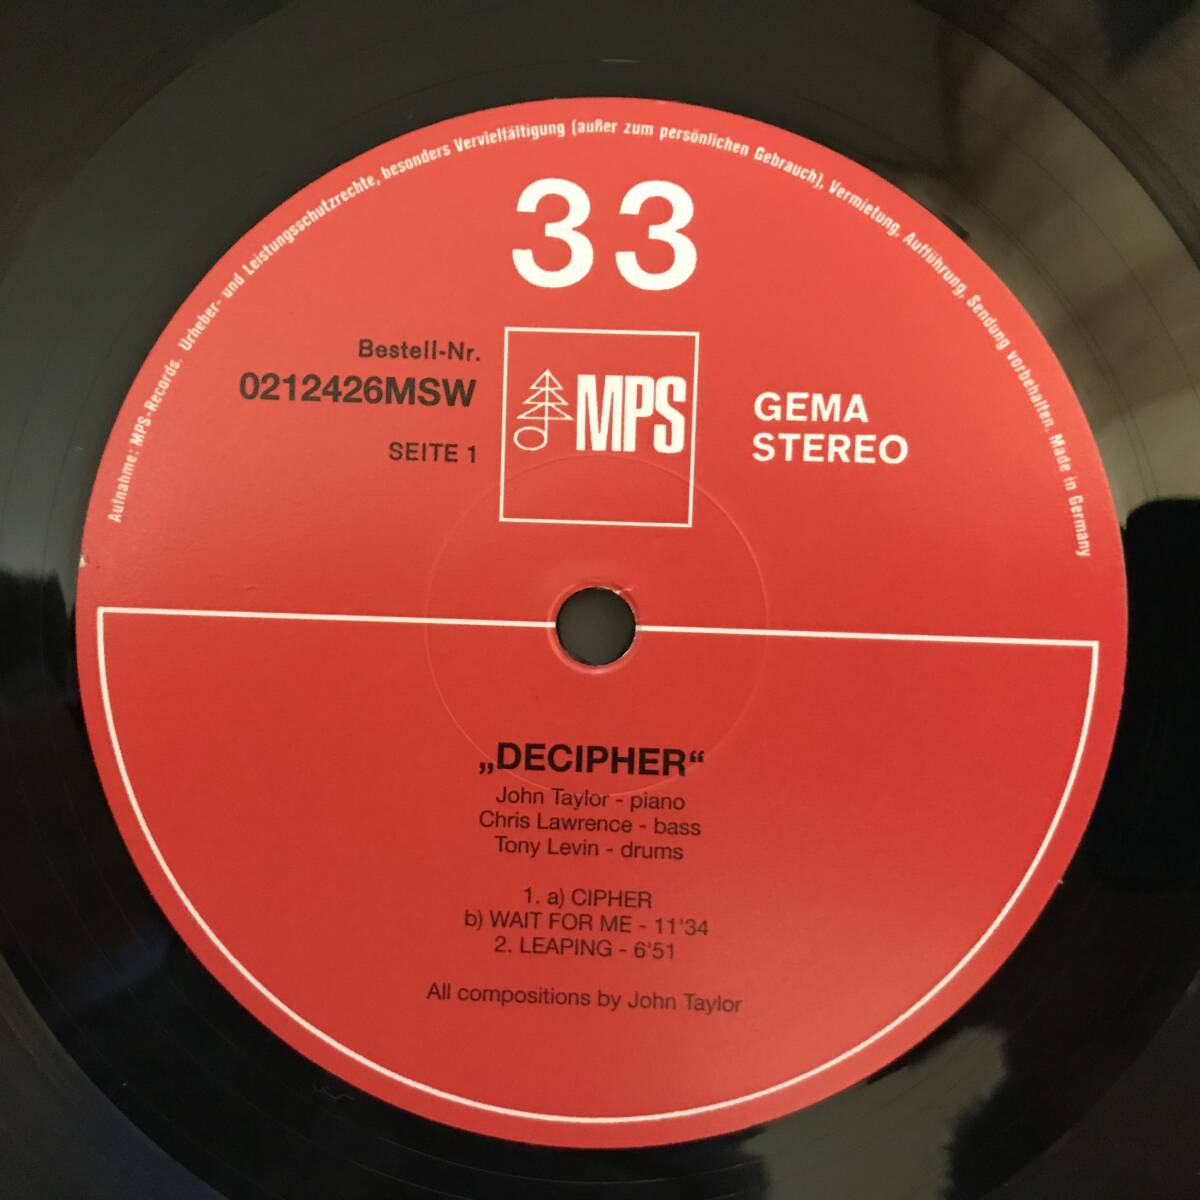 Aufnahme: MPS-Records. Urheber- und Leistungsschutzrechte, besonders Vervielfältigung (außer zum persönlichen Gebrauch), Vermietung, Aufführung, Sendung vorbehalten. Made in Germany
33
Bestell-Nr.
0212426MSW
SEITE 1
MPS
GEMA
STEREO
„DECIPHER“
John Taylor - piano
Chris Lawrence - bass
Tony Levin - drums
1. a) CIPHER
b) WAIT FOR ME - 11'34
2. LEAPING - 6'51
All compositions by John Taylor